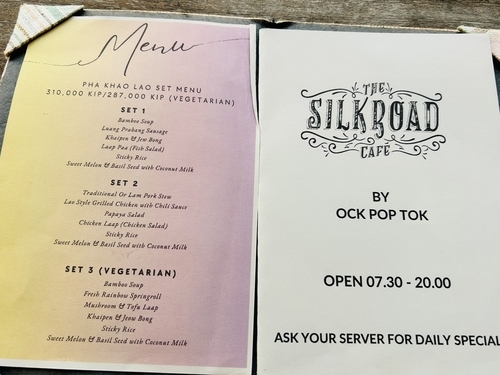 Menu
PHA KHAO LAO SET MENU
310,000 KIP/287,000 KIP (VEGETARIAN)
SET 1
Bamboo Soup
Luang Prabang Sausage
Khaipen & Jeow Bong
Laap Paa (Fish Salad)
Sticky Rice
Sweet Melon & Basil Seed with Coconut Milk
SET 2
Traditional Or Lam Pork Stew
Lao Style Grilled Chicken with Chili Sauce
Papaya Salad
Chicken Laap (Chicken Salad)
Sticky Rice
Sweet Melon & Basil Seed with Coconut Milk
SET 3 (VEGETARIAN)
Bamboo Soup
Fresh Rainbow Springroll
Mushroom & Tofu Laap
Khaipen & Jeow Bong
Sticky Rice
Sweet Melon & Basil Seed with Coconut Milk
THE
SILKROAD
CAFÉ
BY
OCK POP TOK
OPEN 07.30 - 20.00
ASK YOUR SERVER FOR DAILY SPECIAL